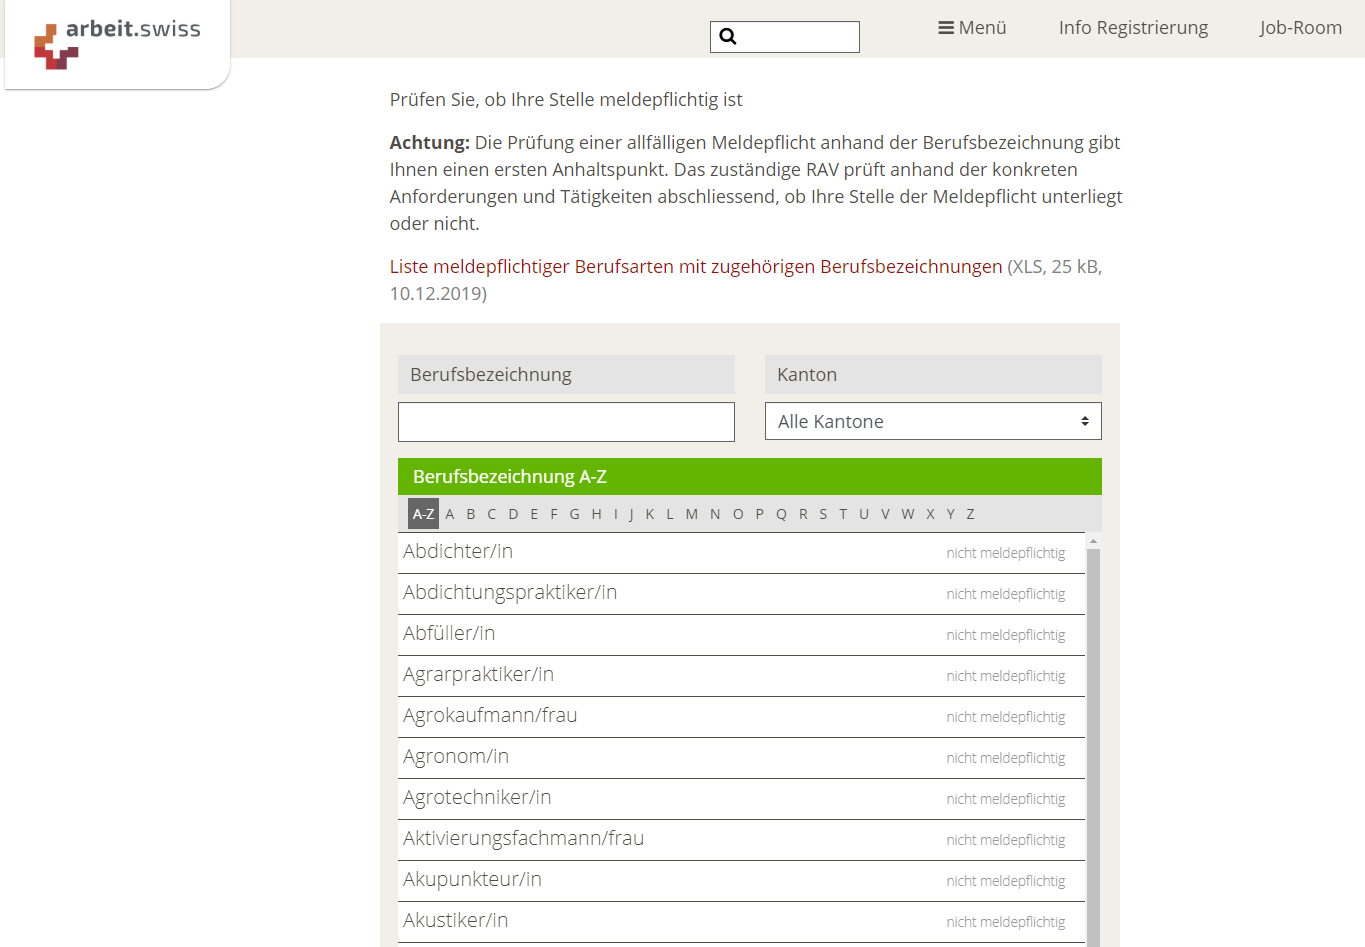 arbeit.swiss
Menü
Info Registrierung
Job-Room
Prüfen Sie, ob Ihre Stelle meldepflichtig ist
Achtung: Die Prüfung einer allfälligen Meldepflicht anhand der Berufsbezeichnung gibt
Ihnen einen ersten Anhaltspunkt. Das zuständige RAV prüft anhand der konkreten
Anforderungen und Tätigkeiten abschliessend, ob Ihre Stelle der Meldepflicht unterliegt
oder nicht.
Liste meldepflichtiger Berufsarten mit zugehörigen Berufsbezeichnungen (XLS, 25 kB,
10.12.2019)
Berufsbezeichnung
Kanton
Alle Kantone
Berufsbezeichnung A-Z
A-Z A B C D E F G H I J K L M N O P Q R S T U V W X Y Z
Abdichter/in nicht meldepflichtig
Abdichtungspraktiker/in nicht meldepflichtig
Abfüller/in nicht meldepflichtig
Agrarpraktiker/in nicht meldepflichtig
Agrokaufmann/frau nicht meldepflichtig
Agronom/in nicht meldepflichtig
Agrotechniker/in nicht meldepflichtig
Aktivierungsfachmann/frau nicht meldepflichtig
Akupunkteur/in nicht meldepflichtig
Akustiker/in nicht meldepflichtig